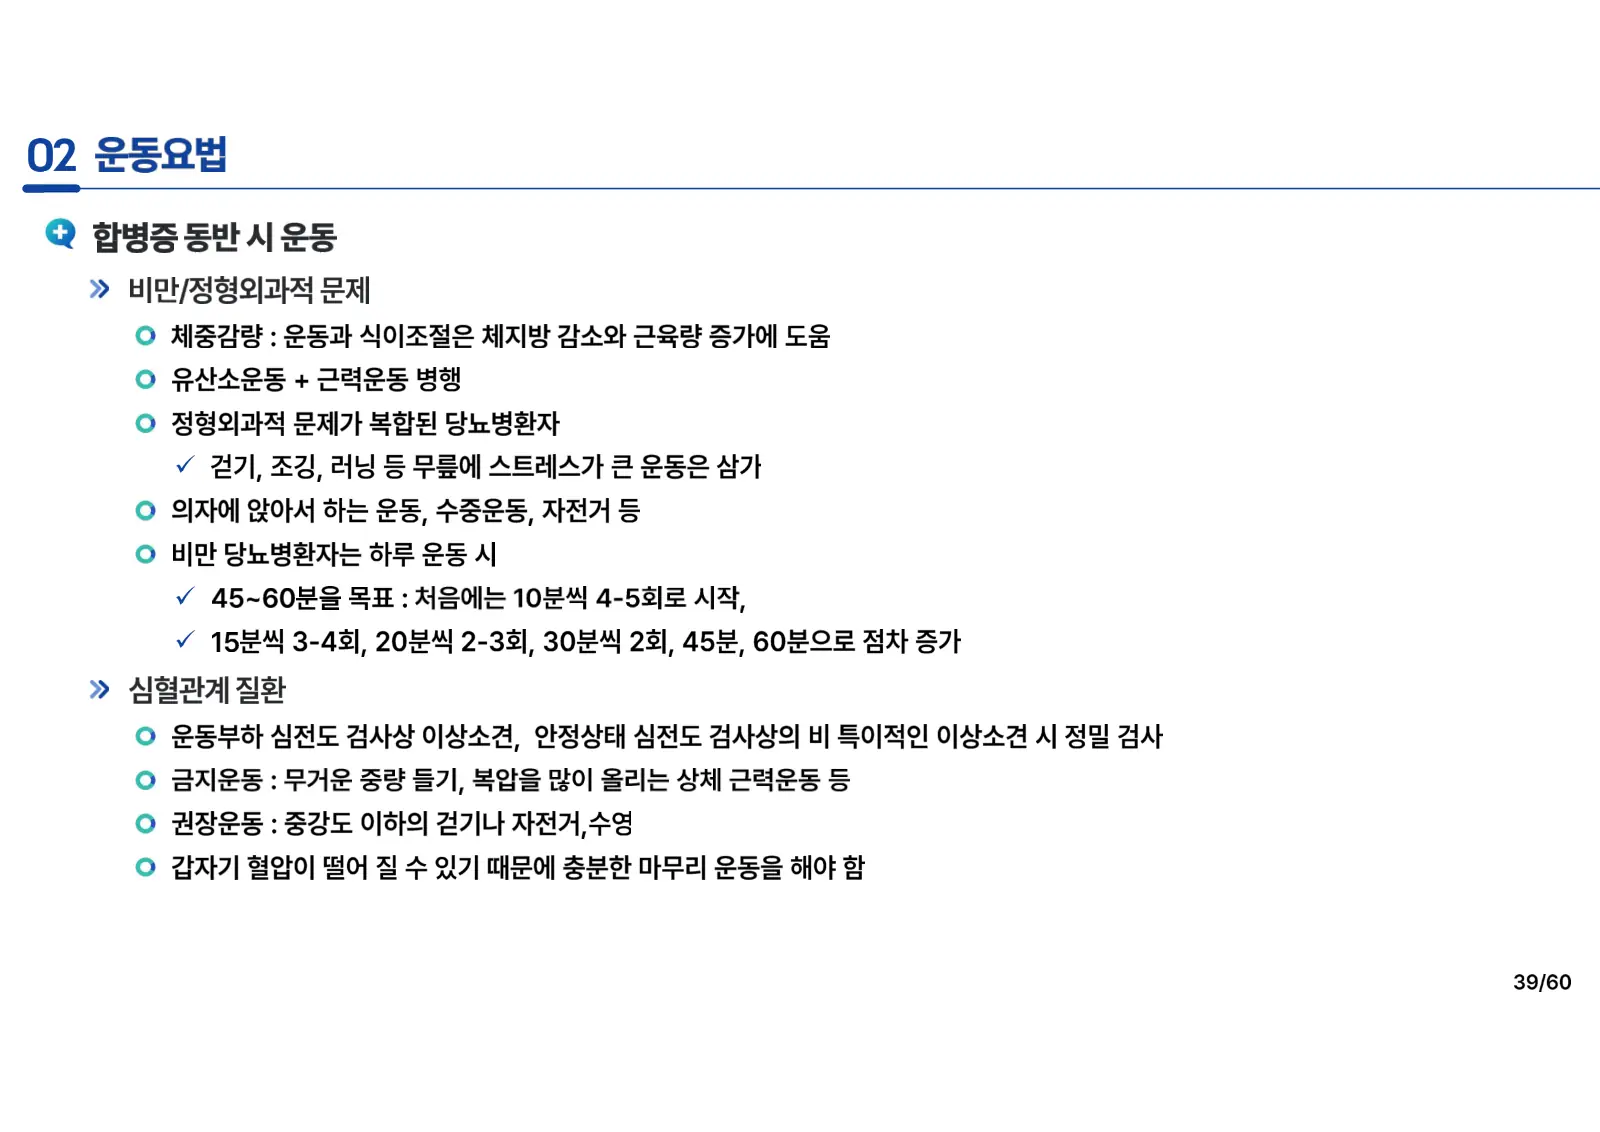 02 운동요법
합병증 동반 시 운동
비만/정형외과적 문제
체중감량 : 운동과 식이조절은 체지방 감소와 근육량 증가에 도움
유산소운동 + 근력운동 병행
정형외과적 문제가 복합된 당뇨병환자
걷기, 조깅, 러닝 등 무릎에 스트레스가 큰 운동은 삼가
의자에 앉아서 하는 운동, 수중운동, 자전거 등
비만 당뇨병환자는 하루 운동 시
45~60분을 목표 : 처음에는 10분씩 4-5회로 시작,
15분씩 3-4회, 20분씩 2-3회, 30분씩 2회, 45분, 60분으로 점차 증가
심혈관계 질환
운동부하 심전도 검사상 이상소견, 안정상태 심전도 검사상의 비 특이적인 이상소견 시 정밀 검사
금지운동 : 무거운 중량 들기, 복압을 많이 올리는 상체 근력운동 등
권장운동 : 중강도 이하의 걷기나 자전거,수영
갑자기 혈압이 떨어 질 수 있기 때문에 충분한 마무리 운동을 해야 함
39/60